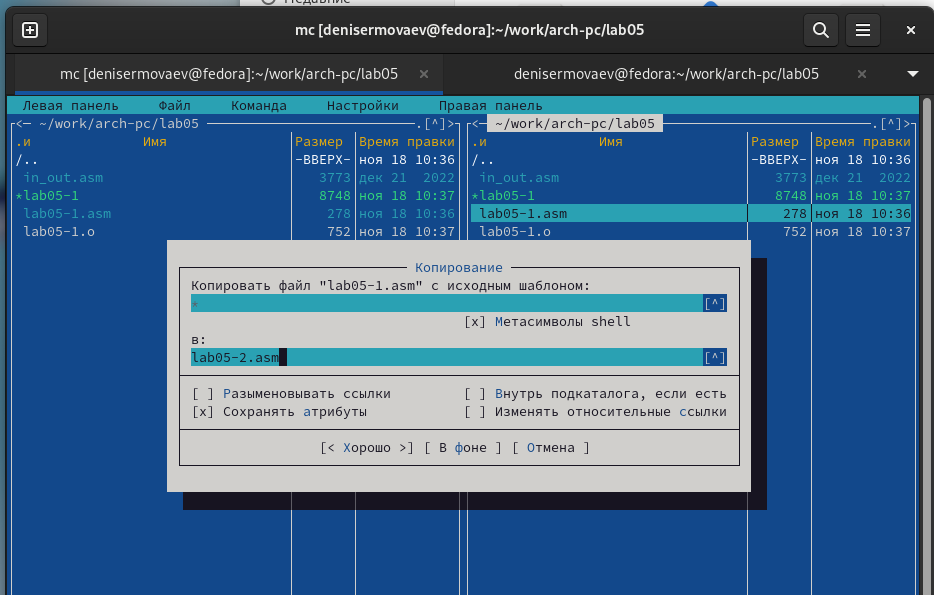 Недавние
mc [denisermovaev@fedora]:~/work/arch-pc/lab05
mc [denisermovaev@fedora]:~/work/arch-pc/lab05 × denisermovaev@fedora:~/work/arch-pc/lab05 ×
Левая панель Файл Команда Настройки Правая панель
<— ~/work/arch-pc/lab05 .[^]> <— ~/work/arch-pc/lab05 .[^]>
.и Имя Размер Время правки .и Имя Размер Время правки
/.. -ВВЕРХ- ноя 18 10:36 /.. -ВВЕРХ- ноя 18 10:36
in_out.asm 3773 дек 21 2022 in_out.asm 3773 дек 21 2022
*lab05-1 8748 ноя 18 10:37 *lab05-1 8748 ноя 18 10:37
lab05-1.asm 278 ноя 18 10:36 lab05-1.asm 278 ноя 18 10:36
lab05-1.o 752 ноя 18 10:37 lab05-1.o 752 ноя 18 10:37
Копирование
Копировать файл "lab05-1.asm" с исходным шаблоном:
* [^]
[x] Метасимволы shell
в:
lab05-2.asm [^]
[ ] Разыменовывать ссылки [ ] Внутрь подкаталога, если есть
[x] Сохранять атрибуты [ ] Изменять относительные ссылки
[< Хорошо >] [ В фоне ] [ Отмена ]